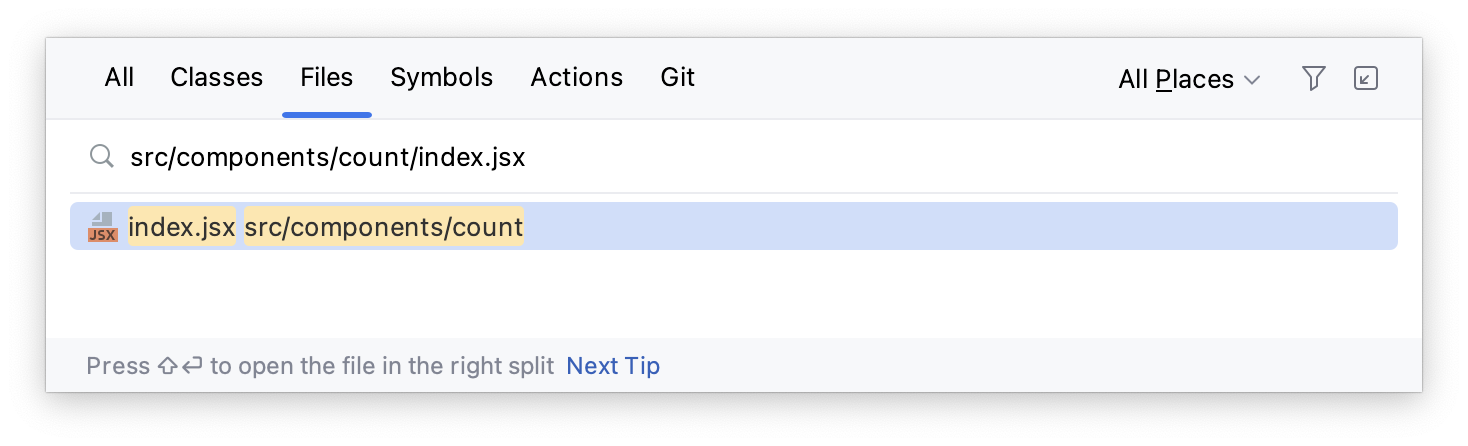 All Classes Files Symbols Actions Git All Places
src/components/count/index.jsx
JSX index.jsx src/components/count
Press ⇧⏎ to open the file in the right split Next Tip